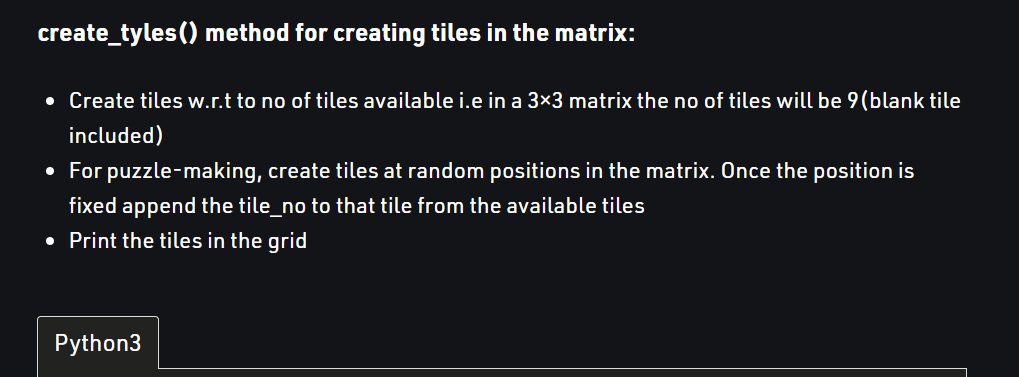 create_tyles() method for creating tiles in the matrix:
• Create tiles w.r.t to no of tiles available i.e in a 3×3 matrix the no of tiles will be 9(blank tile
included)
• For puzzle-making, create tiles at random positions in the matrix. Once the position is
fixed append the tile_no to that tile from the available tiles
• Print the tiles in the grid
Python3